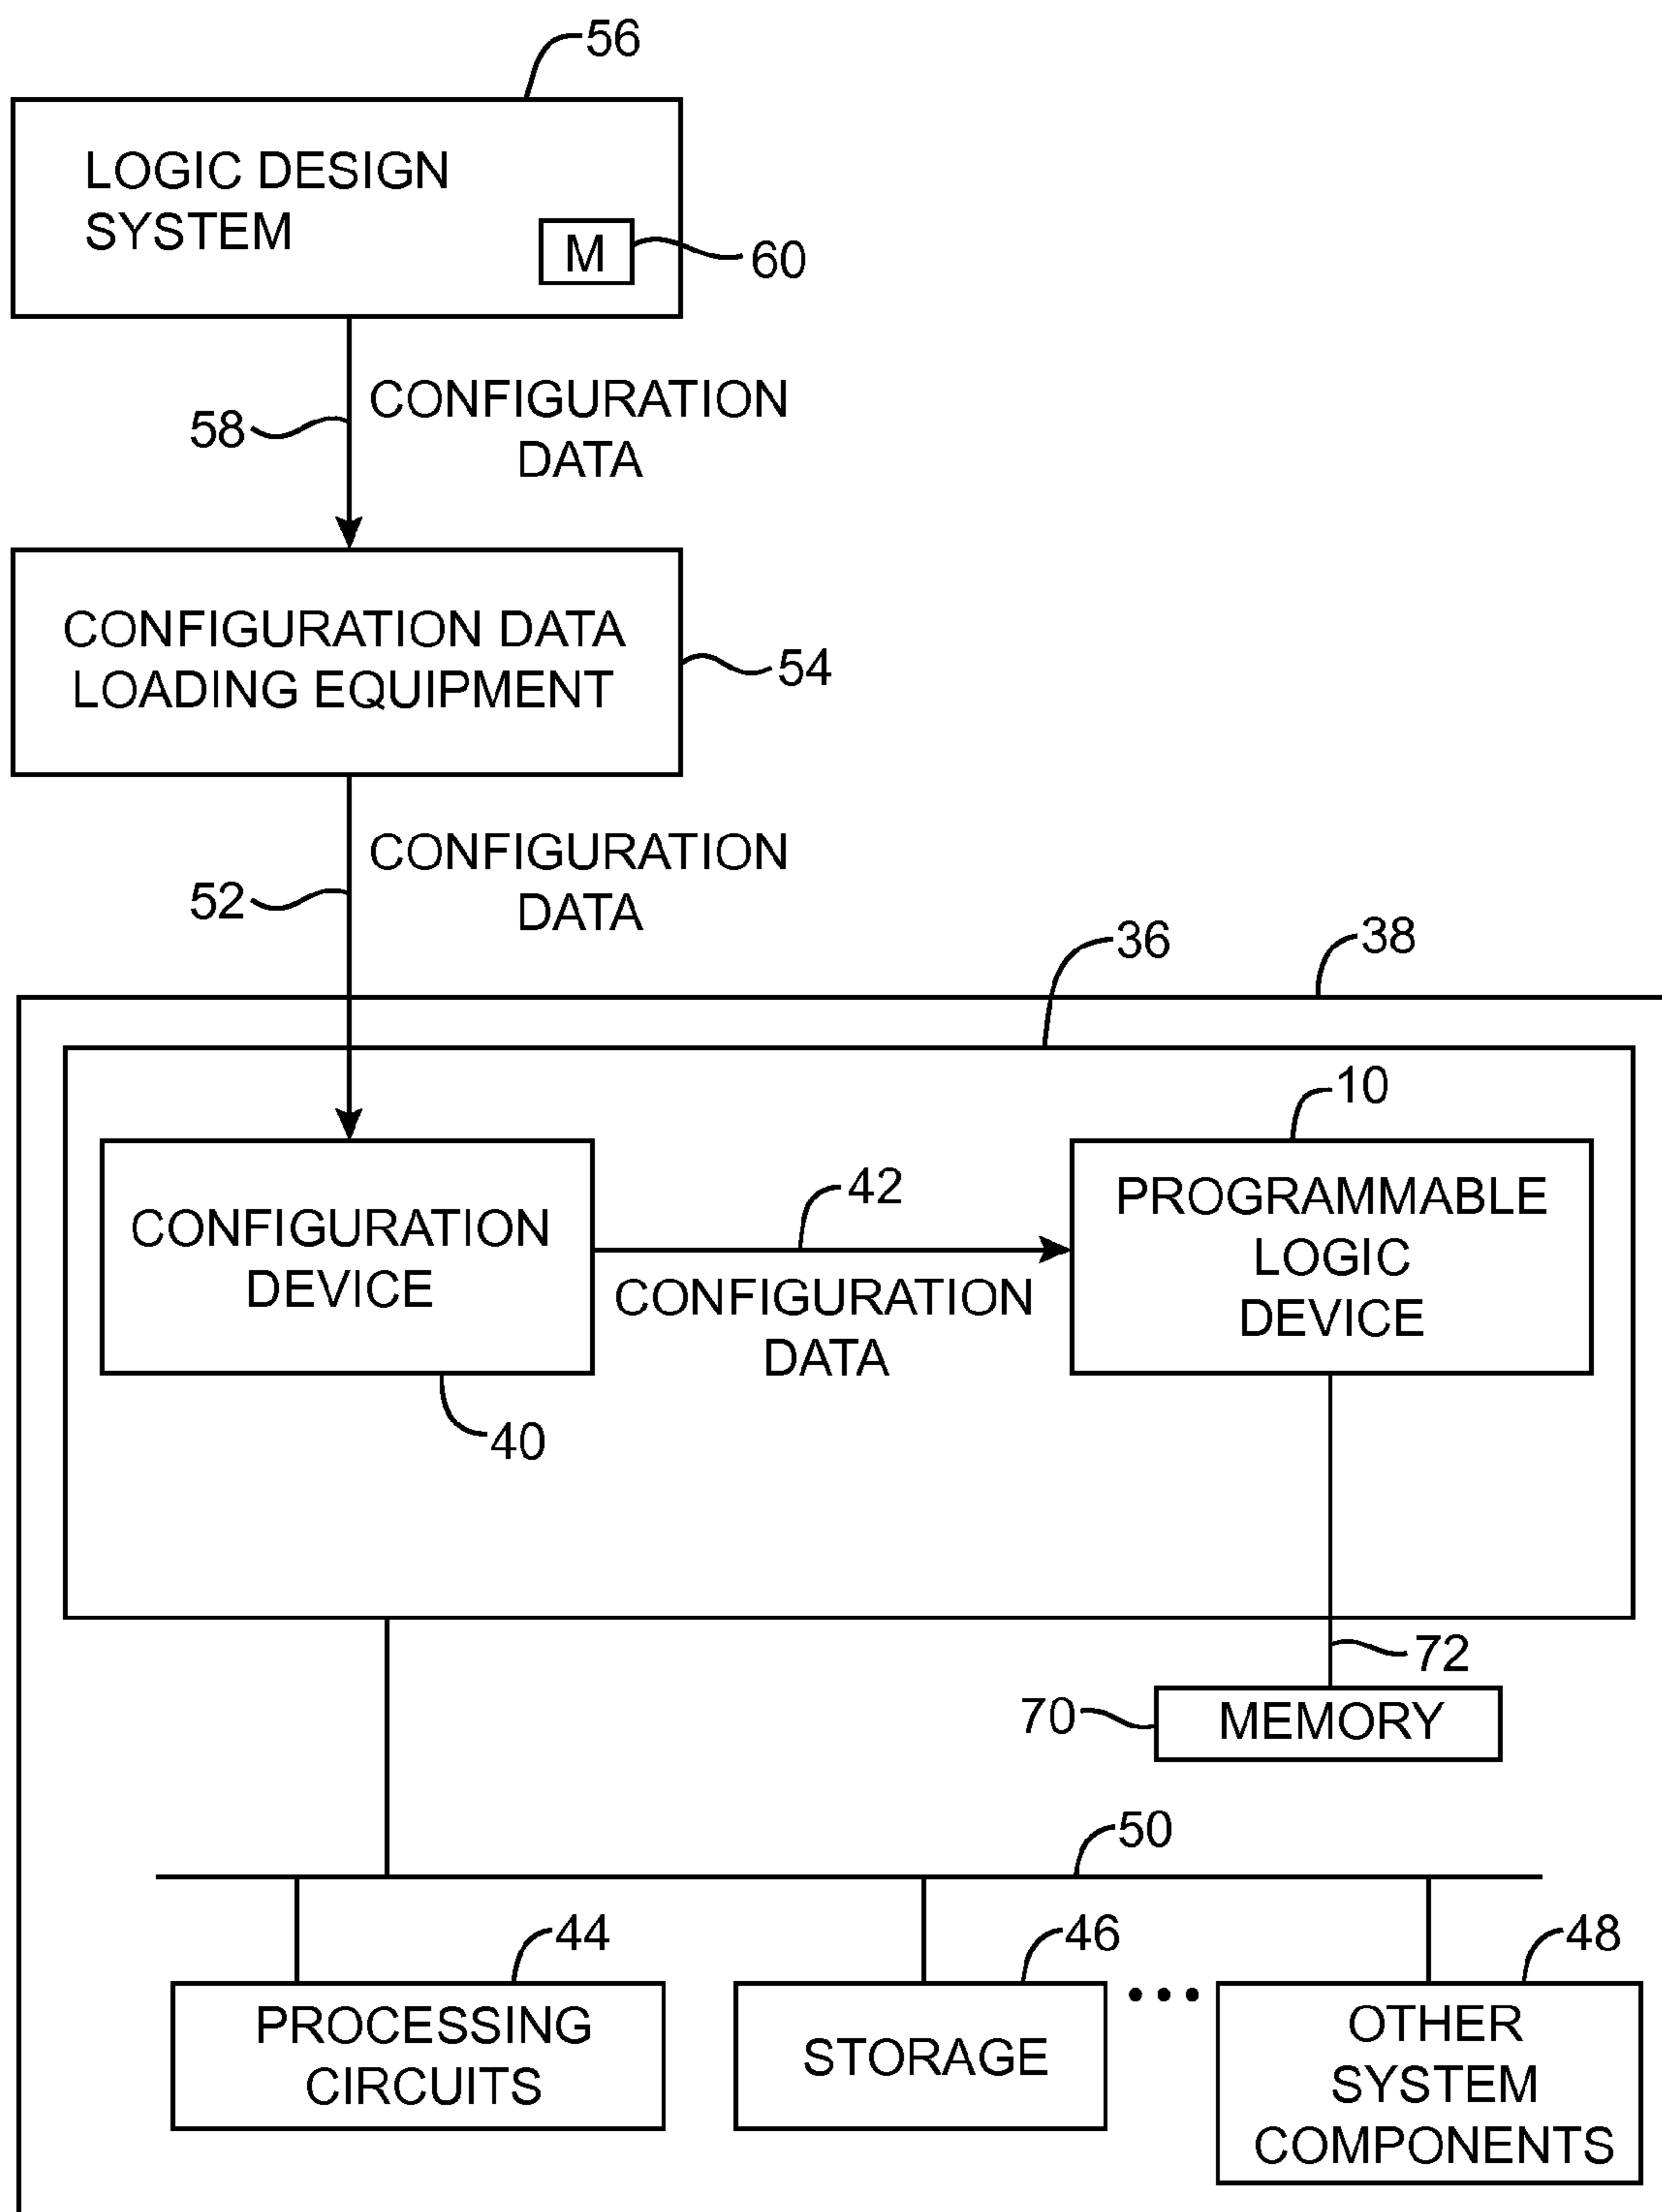 56
LOGIC DESIGN
SYSTEM
M
60
58
CONFIGURATION
DATA
CONFIGURATION DATA
LOADING EQUIPMENT
54
52
CONFIGURATION
DATA
36
38
10
CONFIGURATION
DEVICE
40
42
CONFIGURATION
DATA
PROGRAMMABLE
LOGIC
DEVICE
72
70
MEMORY
50
44
PROCESSING
CIRCUITS
46
STORAGE
48
OTHER
SYSTEM
COMPONENTS